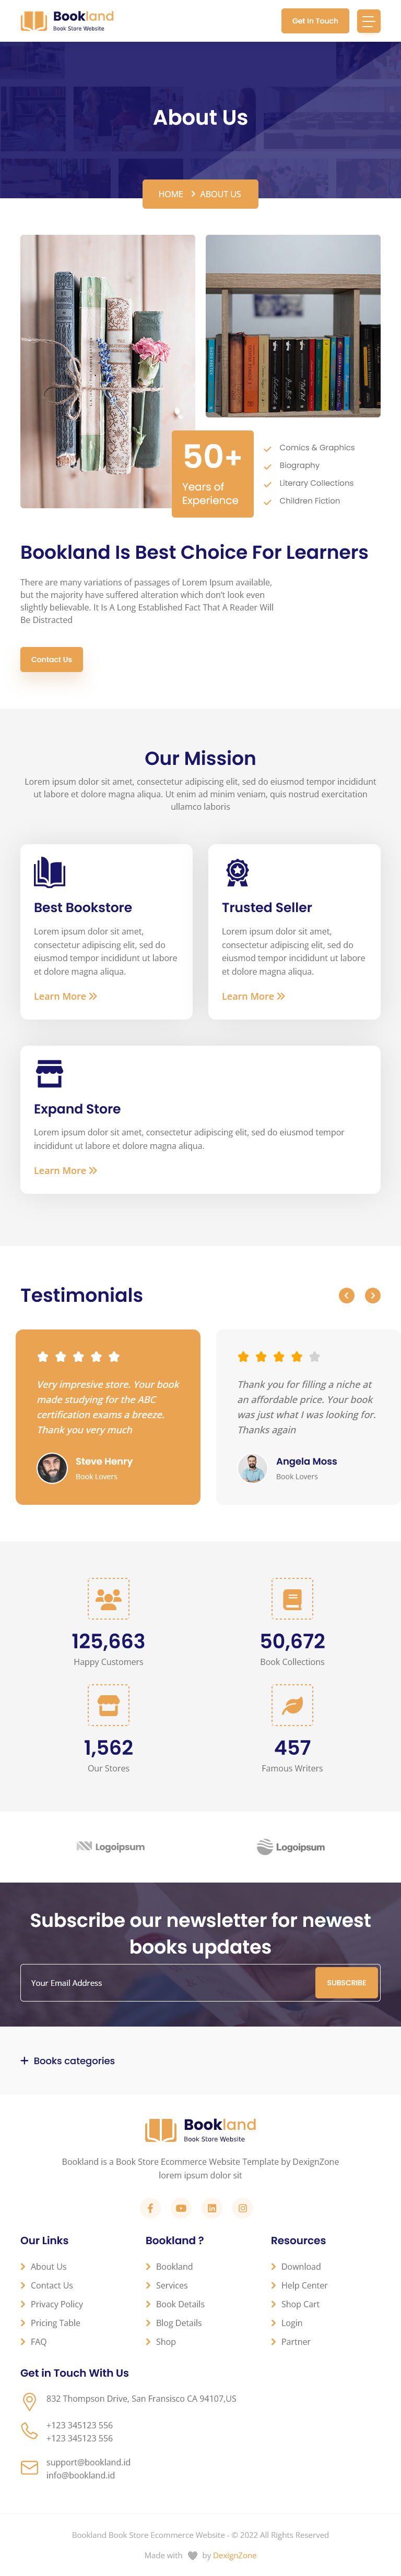 Bookland
Book Store Website
Get In Touch
About Us
HOME
ABOUT US
50+
Years of
Experience
Comics & Graphics
Biography
Literary Collections
Children Fiction
Bookland Is Best Choice For Learners
There are many variations of passages of Lorem Ipsum available,
but the majority have suffered alteration which don’t look even
slightly believable. It Is A Long Established Fact That A Reader Will
Be Distracted
Contact Us
Our Mission
Lorem ipsum dolor sit amet, consectetur adipiscing elit, sed do eiusmod tempor incididunt
ut labore et dolore magna aliqua. Ut enim ad minim veniam, quis nostrud exercitation
ullamco laboris
Best Bookstore
Lorem ipsum dolor sit amet,
consectetur adipiscing elit, sed do
eiusmod tempor incididunt ut labore
et dolore magna aliqua.
Learn More
Trusted Seller
Lorem ipsum dolor sit amet,
consectetur adipiscing elit, sed do
eiusmod tempor incididunt ut labore
et dolore magna aliqua.
Learn More
Expand Store
Lorem ipsum dolor sit amet, consectetur adipiscing elit, sed do eiusmod tempor
incididunt ut labore et dolore magna aliqua.
Learn More
Testimonials
Very impresive store. Your book
made studying for the ABC
certification exams a breeze.
Thank you very much
Steve Henry
Book Lovers
Thank you for filling a niche at
an affordable price. Your book
was just what I was looking for.
Thanks again
Angela Moss
Book Lovers
125,663
Happy Customers
50,672
Book Collections
1,562
Our Stores
457
Famous Writers
Logoipsum
Logoipsum
Subscribe our newsletter for newest
books updates
Your Email Address
SUBSCRIBE
+ Books categories
Bookland
Book Store Website
Bookland is a Book Store Ecommerce Website Template by DexignZone
lorem ipsum dolor sit
Our Links
About Us
Contact Us
Privacy Policy
Pricing Table
FAQ
Bookland ?
Bookland
Services
Book Details
Blog Details
Shop
Resources
Download
Help Center
Shop Cart
Login
Partner
Get in Touch With Us
832 Thompson Drive, San Fransisco CA 94107,US
+123 345123 556
+123 345123 556
support@bookland.id
info@bookland.id
Bookland Book Store Ecommerce Website - © 2022 All Rights Reserved
Made with by DexignZone